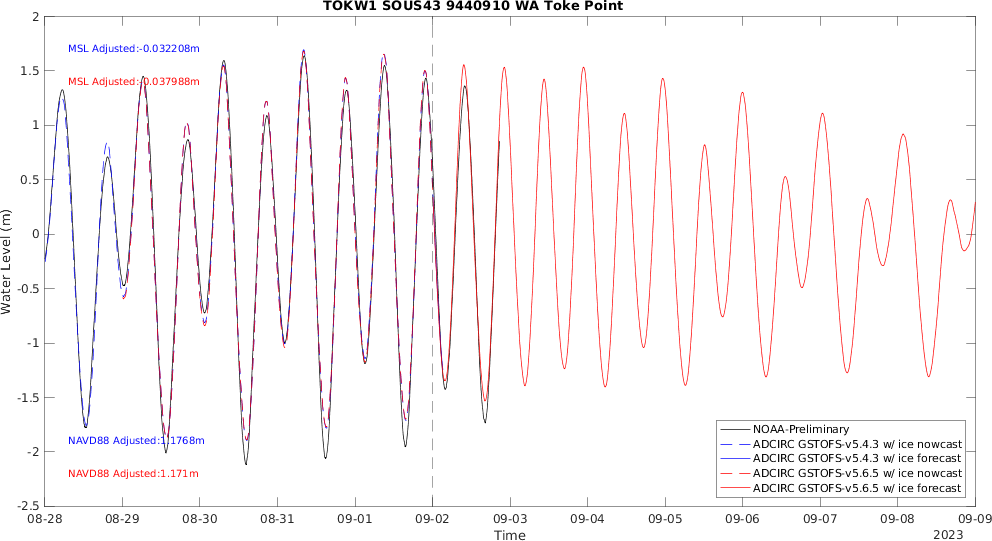 TOKW1 SOUS43 9440910 WA Toke Point
MSL Adjusted:-0.032208m
MSL Adjusted:-0.037988m
NAVD88 Adjusted:1.1768m
NAVD88 Adjusted:1.171m
Water Level (m)
2
1.5
1
0.5
0
-0.5
-1
-1.5
-2
-2.5
NOAA-Preliminary
ADCIRC GSTOFS-v5.4.3 w/ ice nowcast
ADCIRC GSTOFS-v5.4.3 w/ ice forecast
ADCIRC GSTOFS-v5.6.5 w/ ice nowcast
ADCIRC GSTOFS-v5.6.5 w/ ice forecast
08-28 08-29 08-30 08-31 09-01 09-02 09-03 09-04 09-05 09-06 09-07 09-08 09-09
Time
2023